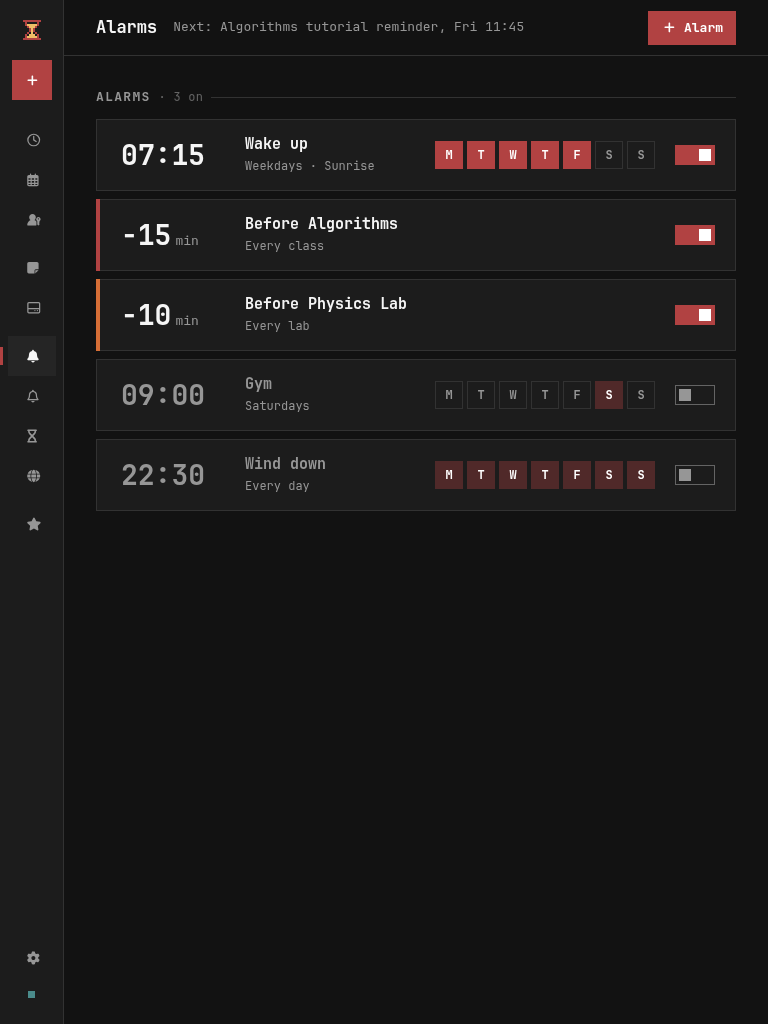 Alarms Next: Algorithms tutorial reminder, Fri 11:45
+ Alarm
ALARMS · 3 on
07:15
Wake up
Weekdays · Sunrise
M T W T F S S
-15 min
Before Algorithms
Every class
-10 min
Before Physics Lab
Every lab
09:00
Gym
Saturdays
M T W T F S S
22:30
Wind down
Every day
M T W T F S S